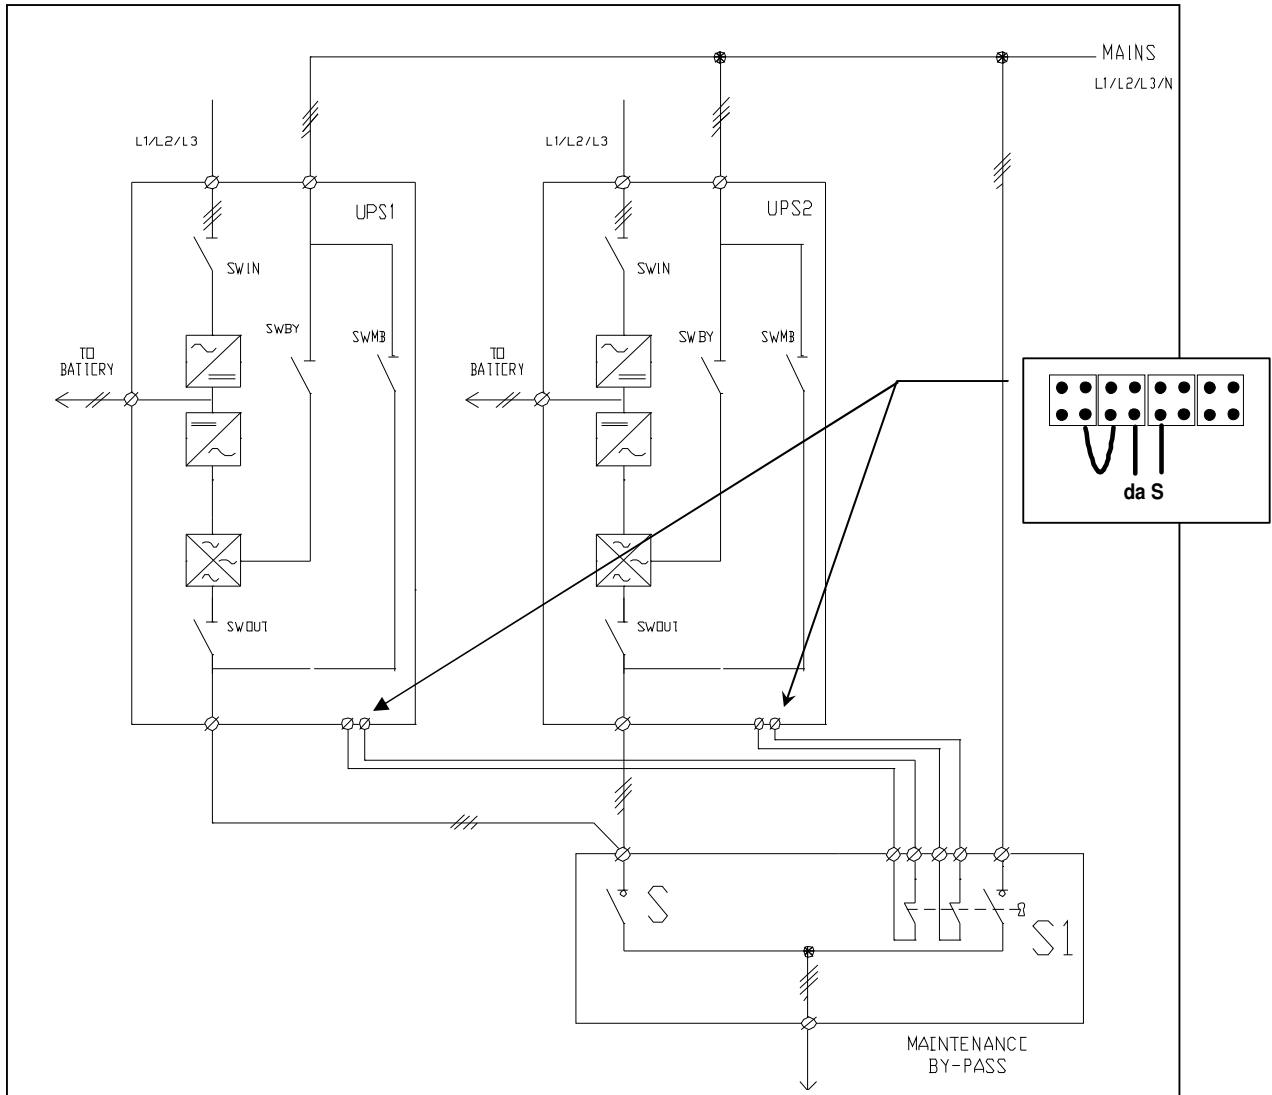 MAINS
L1/L2/L3/N
L1/L2/L3
L1/L2/L3
UPS1
UPS2
SWIN
SWIN
SWBY
SWMB
SWBY
SWMB
TO
BATTERY
TO
BATTERY
da S
SWOUT
SWOUT
S
S1
MAINTENANCE
BY-PASS